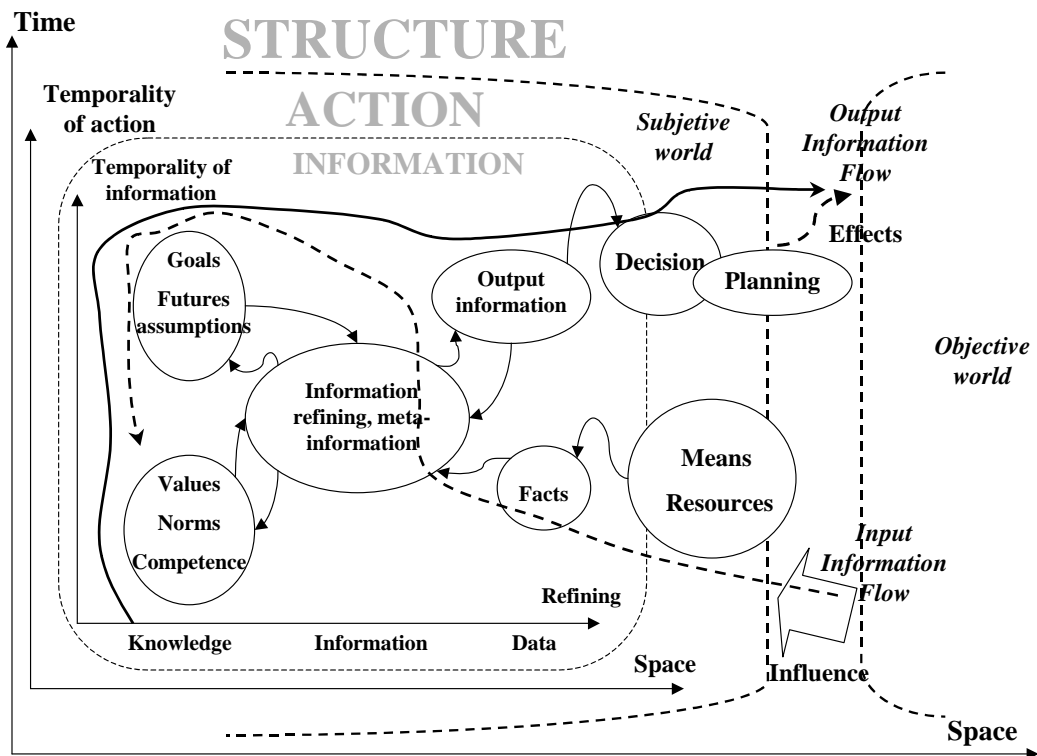 Time
STRUCTURE
Temporality
of action
ACTION
INFORMATION
Subjetive
world
Output
Information
Flow
Temporality of
information
Effects
Goals
Futures
assumptions
Output
information
Decision
Planning
Objective
world
Information
refining, meta-
information
Means
Resources
Values
Norms
Competence
Facts
Input
Information
Flow
Refining
Knowledge
Information
Data
Space
Influence
Space